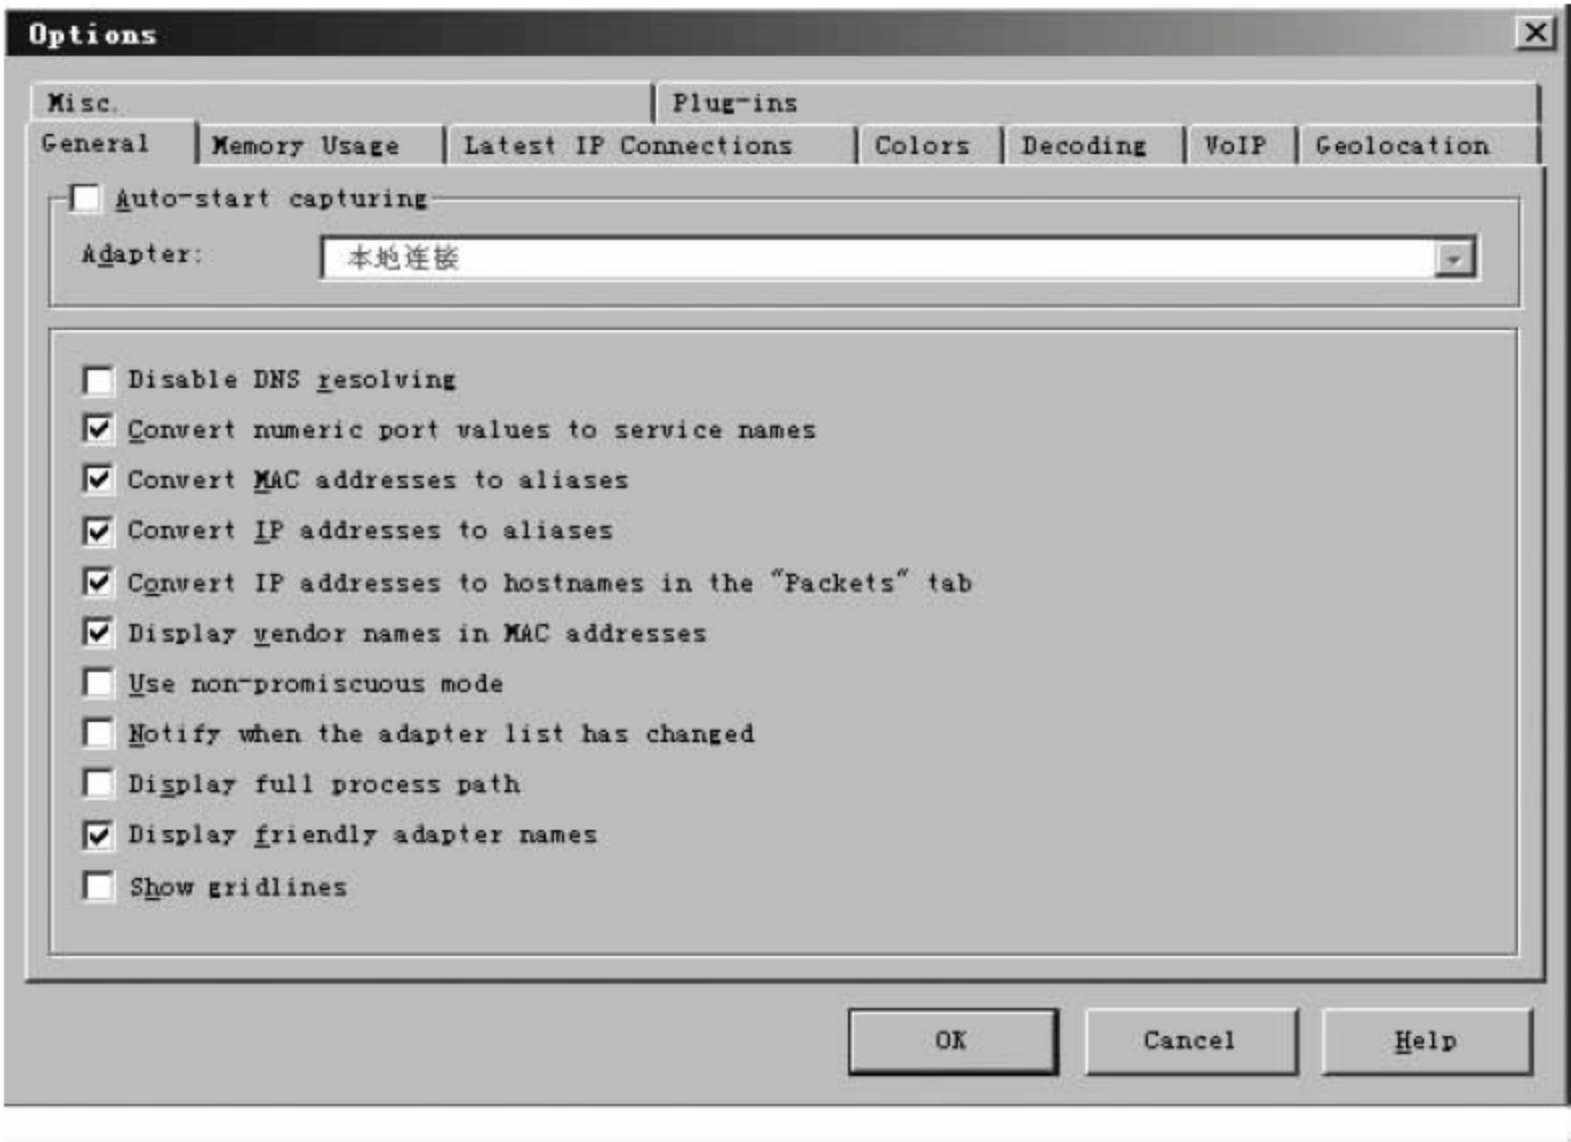 Options
Misc.
Plug-ins
General
Memory Usage
Latest IP Connections
Colors
Decoding
VoIP
Geolocation
Auto-start capturing
Adapter:
本地连接
Disable DNS resolving
Convert numeric port values to service names
Convert MAC addresses to aliases
Convert IP addresses to aliases
Convert IP addresses to hostnames in the "Packets" tab
Display vendor names in MAC addresses
Use non-promiscuous mode
Notify when the adapter list has changed
Display full process path
Display friendly adapter names
Show gridlines
OK
Cancel
Help